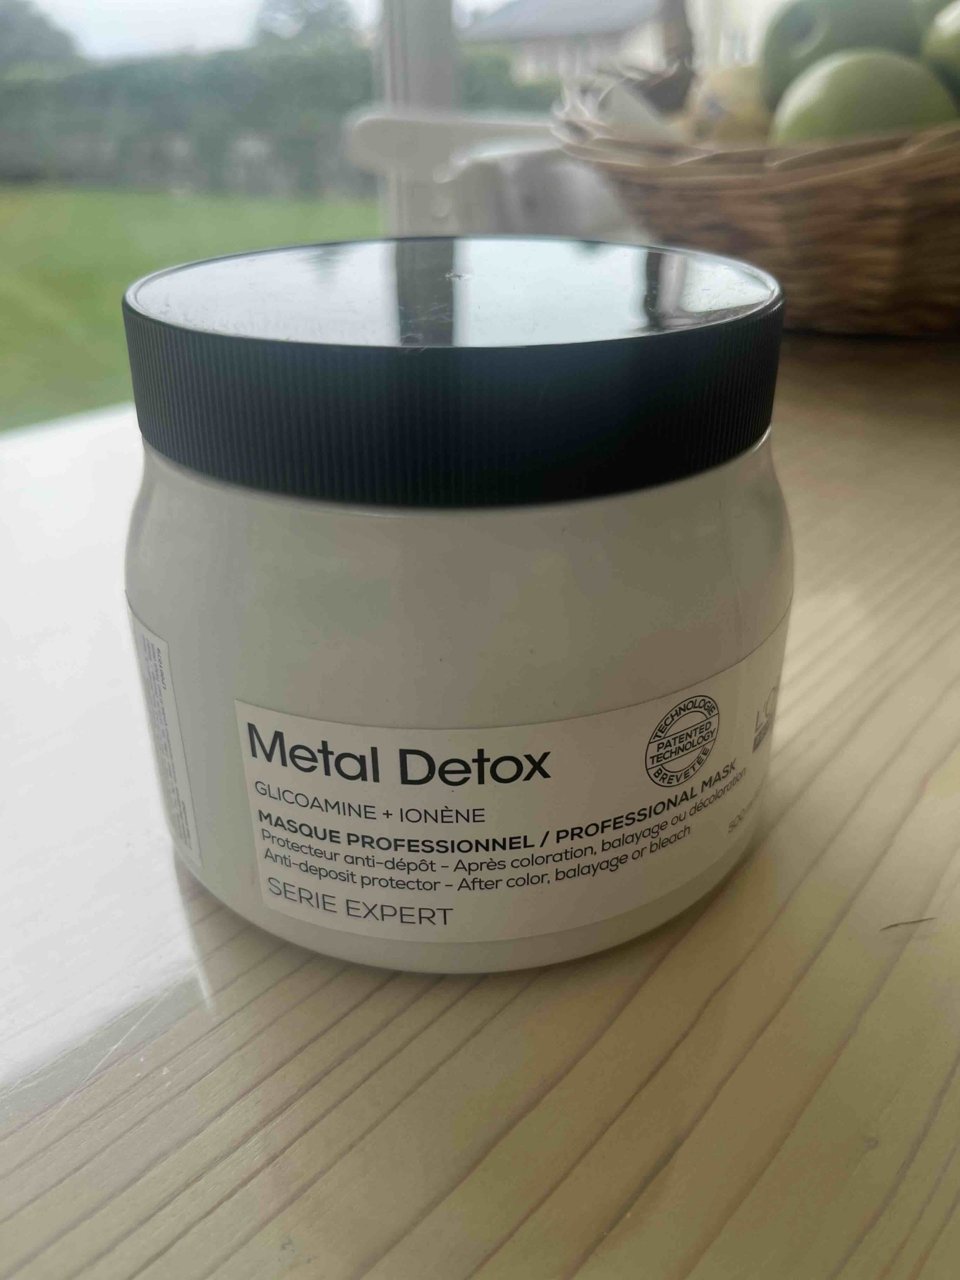 Metal Detox
GLICOAMINE + IONÈNE
MASQUE PROFESSIONNEL / PROFESSIONAL MASK
Protecteur anti-dépôt - Après coloration, balayage ou décoloration
Anti-deposit protector - After color, balayage or bleach
SERIE EXPERT
TECHNOLOGIE
PATENTED
TECHNOLOGY
BREVETÉE